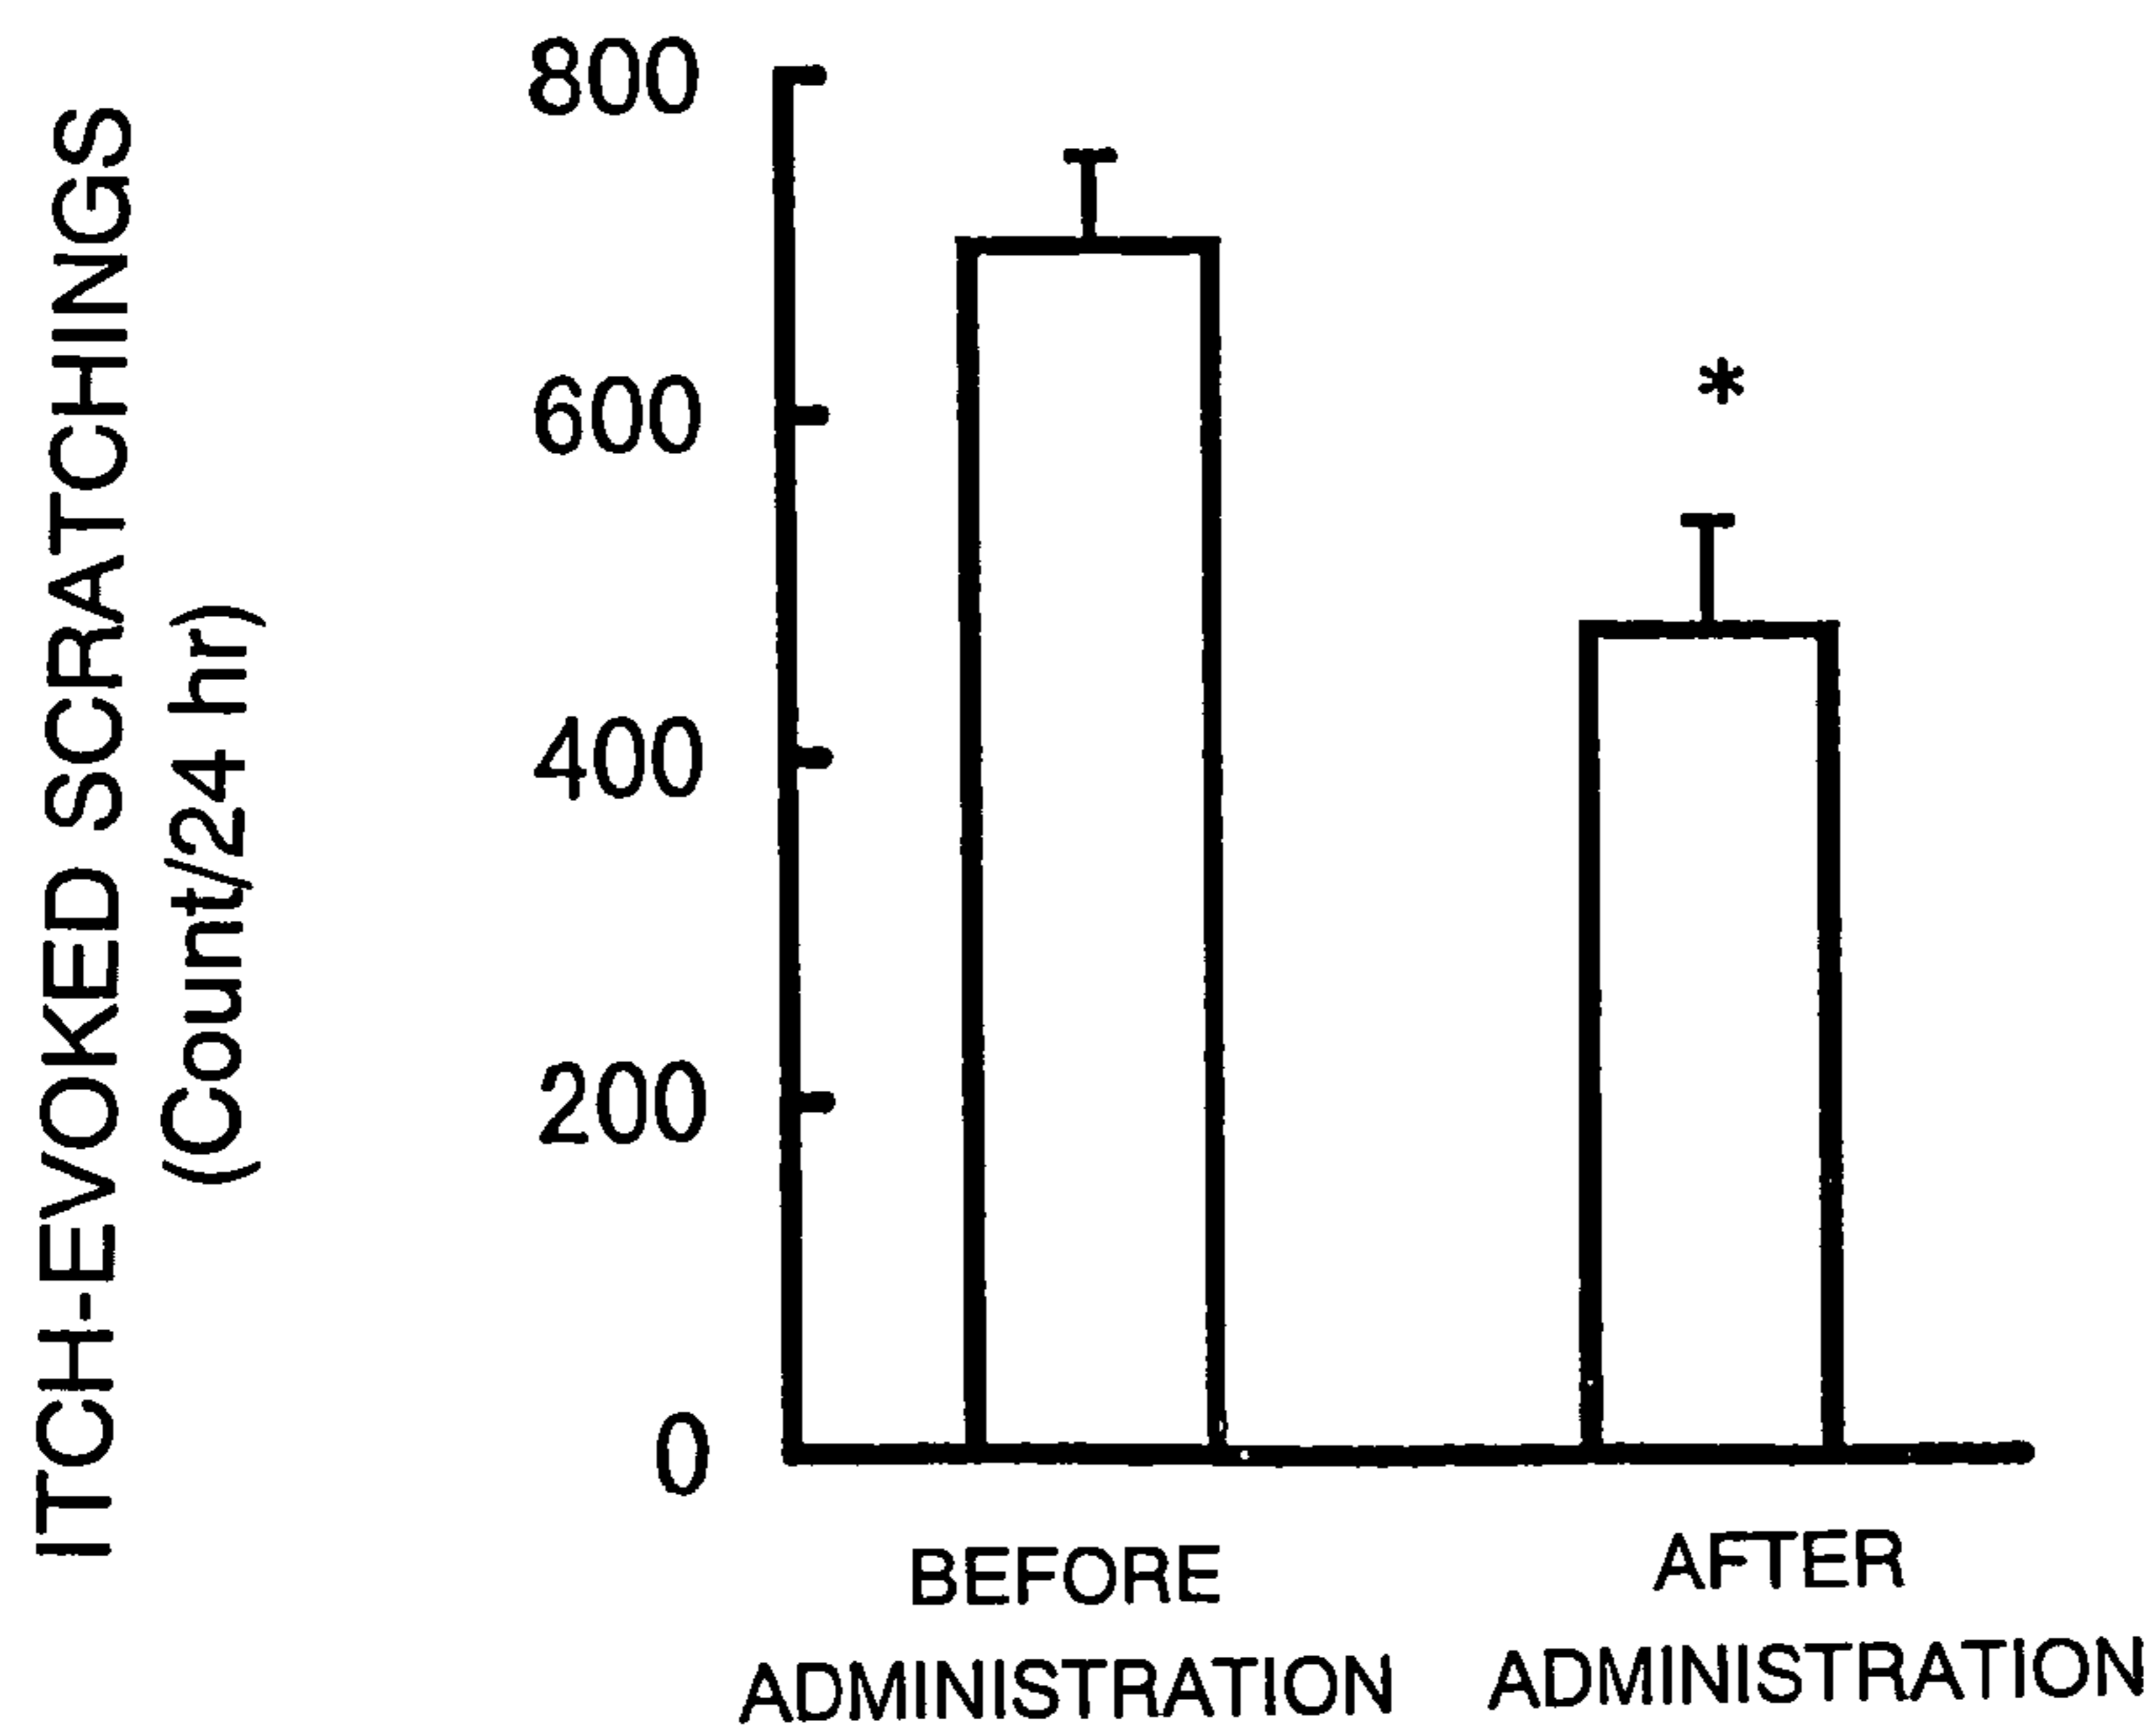 ITCH-EVOKED SCRATCHINGS
(Count/24 hr)
800
600
400
200
0
*
BEFORE
ADMINISTRATION
AFTER
ADMINISTRATION